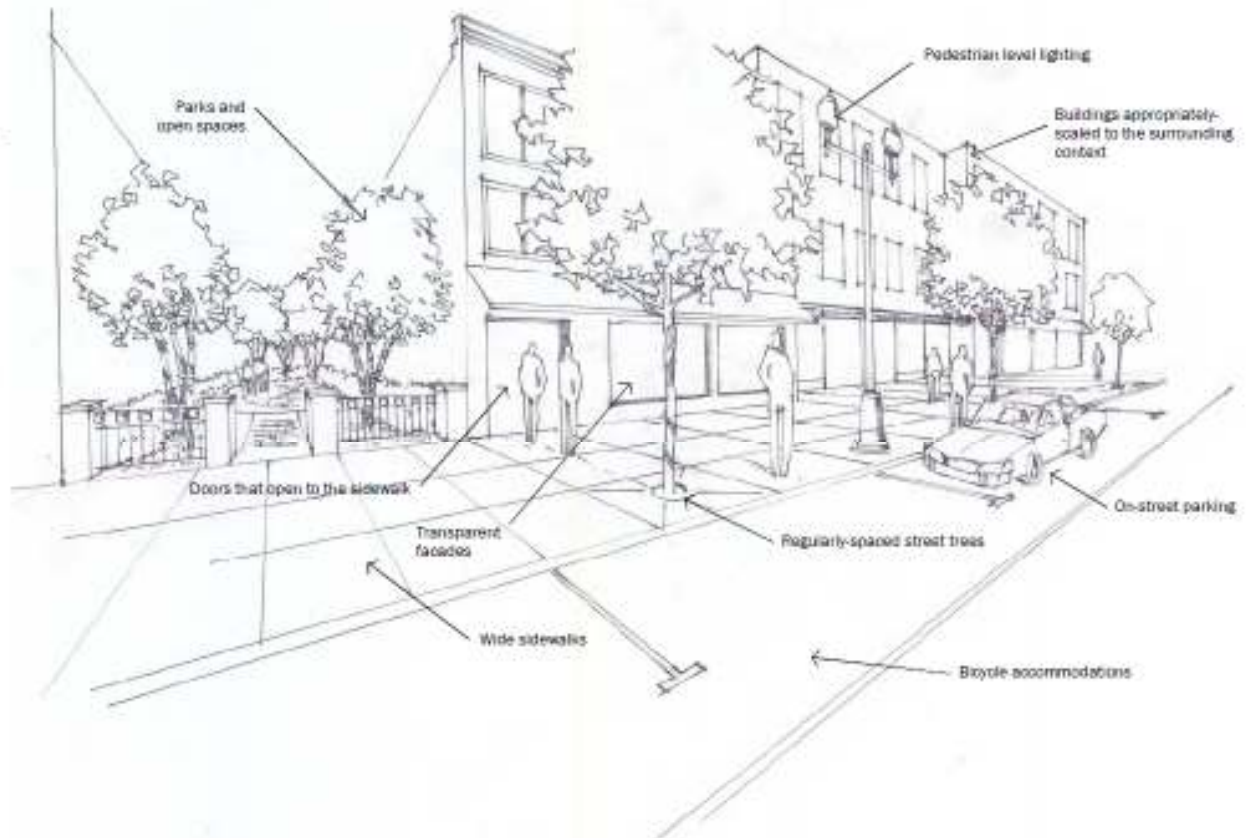 Pedestrian level lighting
Parks and
open spaces
Buildings appropriately-
scaled to the surrounding
context
Doors that open to the sidewalk
Transparent
facades
On-street parking
Regularly-spaced street trees
Wide sidewalks
Bicycle accommodations